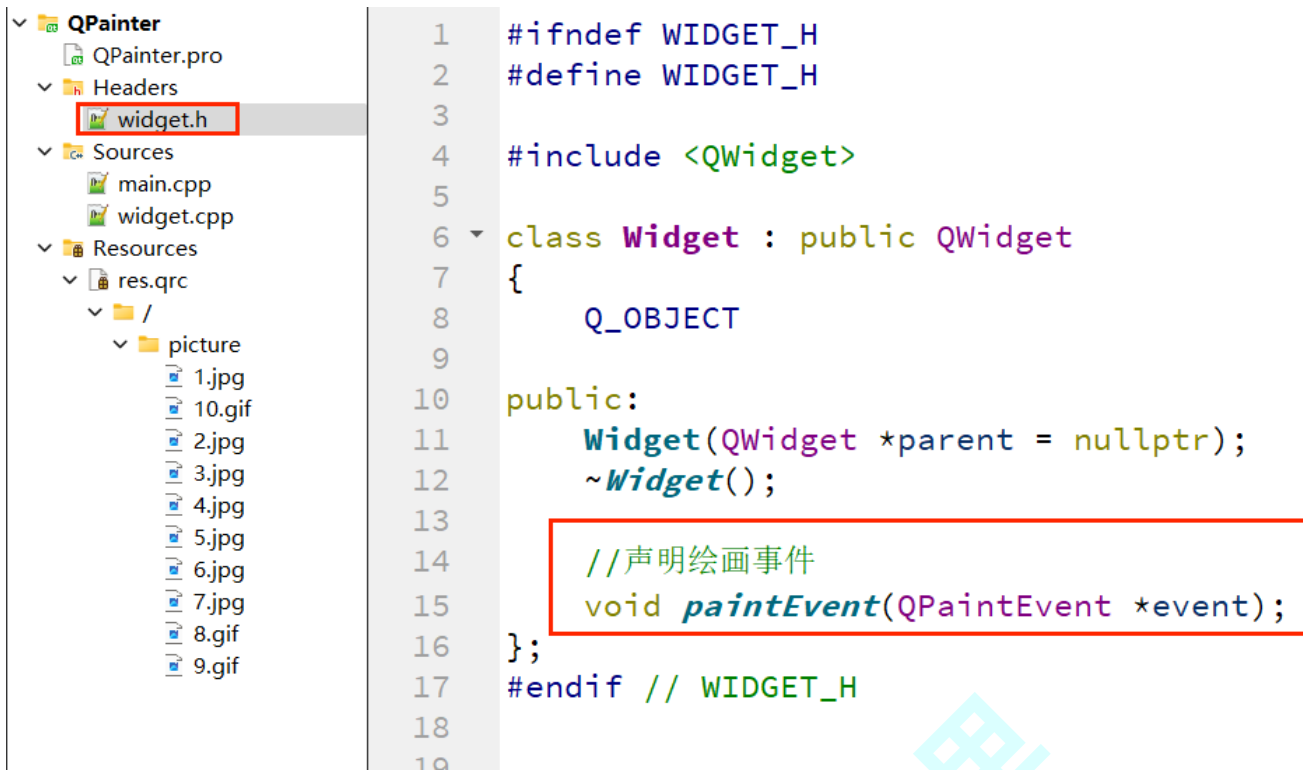 QPainter
QPainter.pro
Headers
widget.h
Sources
main.cpp
widget.cpp
Resources
res.qrc
/
picture
1.jpg
10.gif
2.jpg
3.jpg
4.jpg
5.jpg
6.jpg
7.jpg
8.gif
9.gif
1 #ifndef WIDGET_H
2 #define WIDGET_H
3
4 #include <QWidget>
5
6 class Widget : public QWidget
7 {
8 Q_OBJECT
9
10 public:
11 Widget(QWidget *parent = nullptr);
12 ~Widget();
13
14 //声明绘画事件
15 void paintEvent(QPaintEvent *event);
16 };
17 #endif // WIDGET_H
18
19